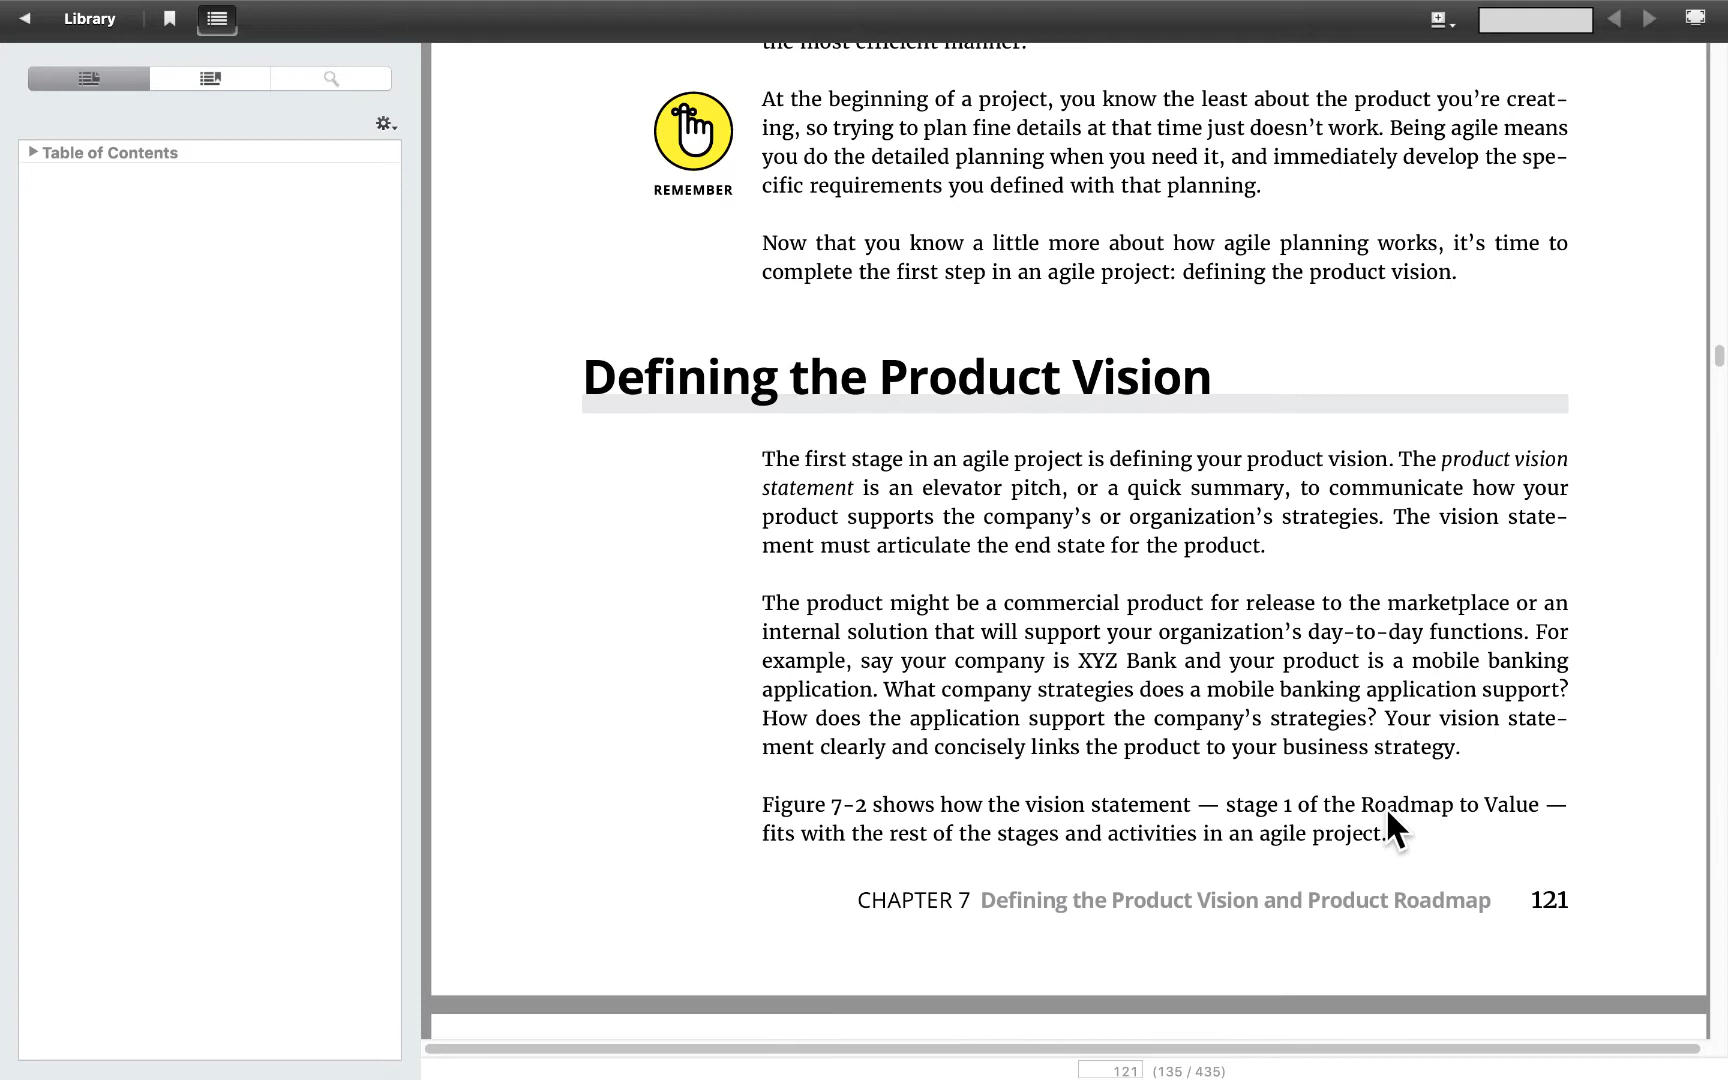 Library
Table of Contents
the most efficient manner.
At the beginning of a project, you know the least about the product you’re creat-
ing, so trying to plan fine details at that time just doesn’t work. Being agile means
you do the detailed planning when you need it, and immediately develop the spe-
cific requirements you defined with that planning.
REMEMBER
Now that you know a little more about how agile planning works, it’s time to
complete the first step in an agile project: defining the product vision.
Defining the Product Vision
The first stage in an agile project is defining your product vision. The product vision
statement is an elevator pitch, or a quick summary, to communicate how your
product supports the company’s or organization’s strategies. The vision state-
ment must articulate the end state for the product.
The product might be a commercial product for release to the marketplace or an
internal solution that will support your organization’s day-to-day functions. For
example, say your company is XYZ Bank and your product is a mobile banking
application. What company strategies does a mobile banking application support?
How does the application support the company’s strategies? Your vision state-
ment clearly and concisely links the product to your business strategy.
Figure 7-2 shows how the vision statement — stage 1 of the Roadmap to Value —
fits with the rest of the stages and activities in an agile project.
CHAPTER 7 Defining the Product Vision and Product Roadmap 121
121 (135 / 435)